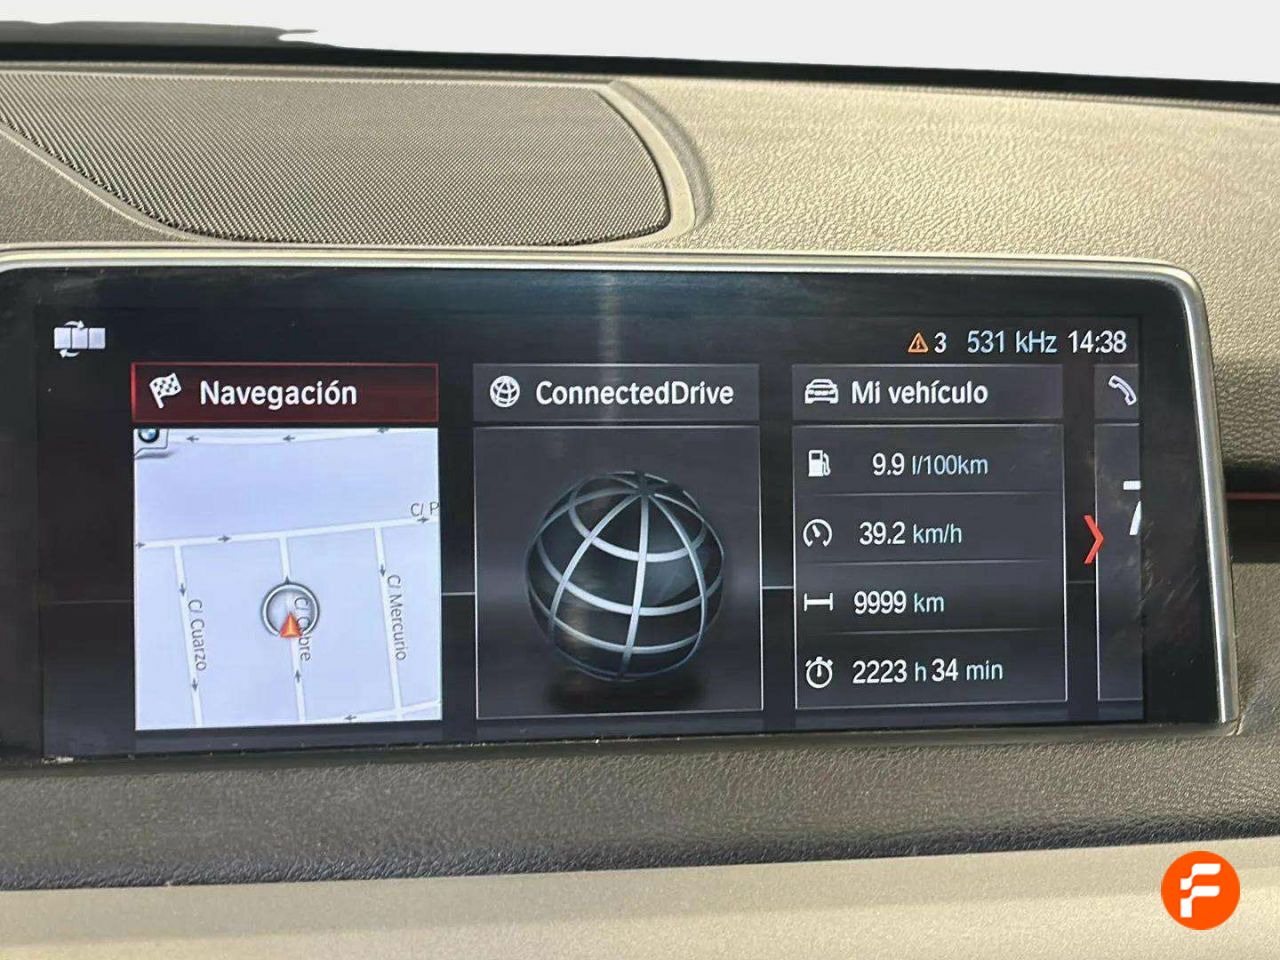 3 531 kHz 14:38
Navegación
ConnectedDrive
Mi vehículo
C/ P
C/ Cuarzo
C/ Mercurio
9.9 l/100km
39.2 km/h
9999 km
2223 h 34 min